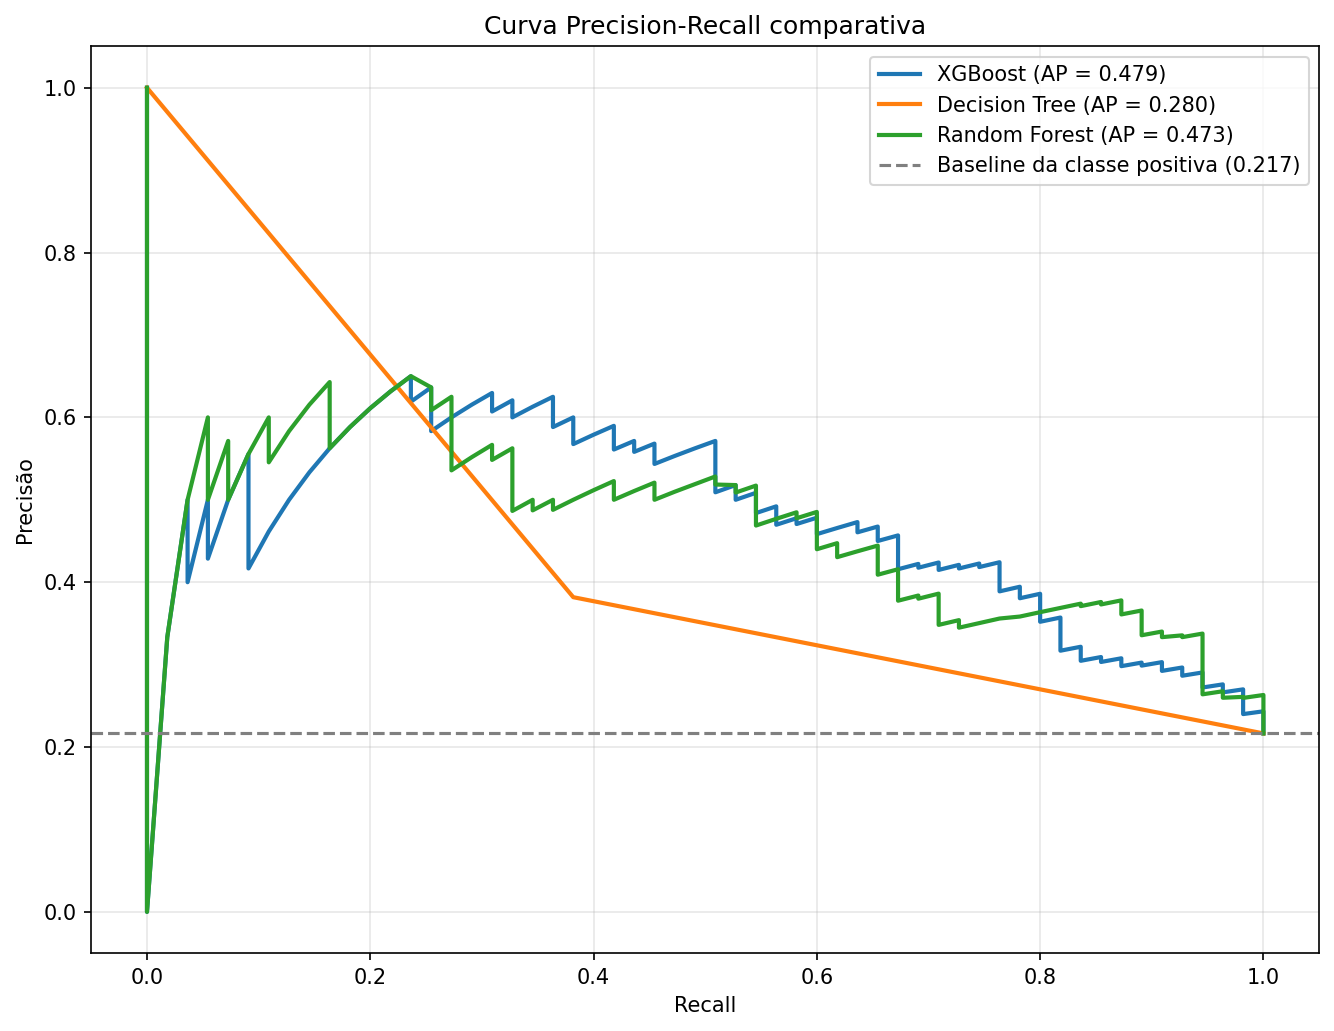 Curva Precision-Recall comparativa
XGBoost (AP = 0.479)
Decision Tree (AP = 0.280)
Random Forest (AP = 0.473)
Baseline da classe positiva (0.217)
Precisão
1.0
0.8
0.6
0.4
0.2
0.0
0.0 0.2 0.4 0.6 0.8 1.0
Recall